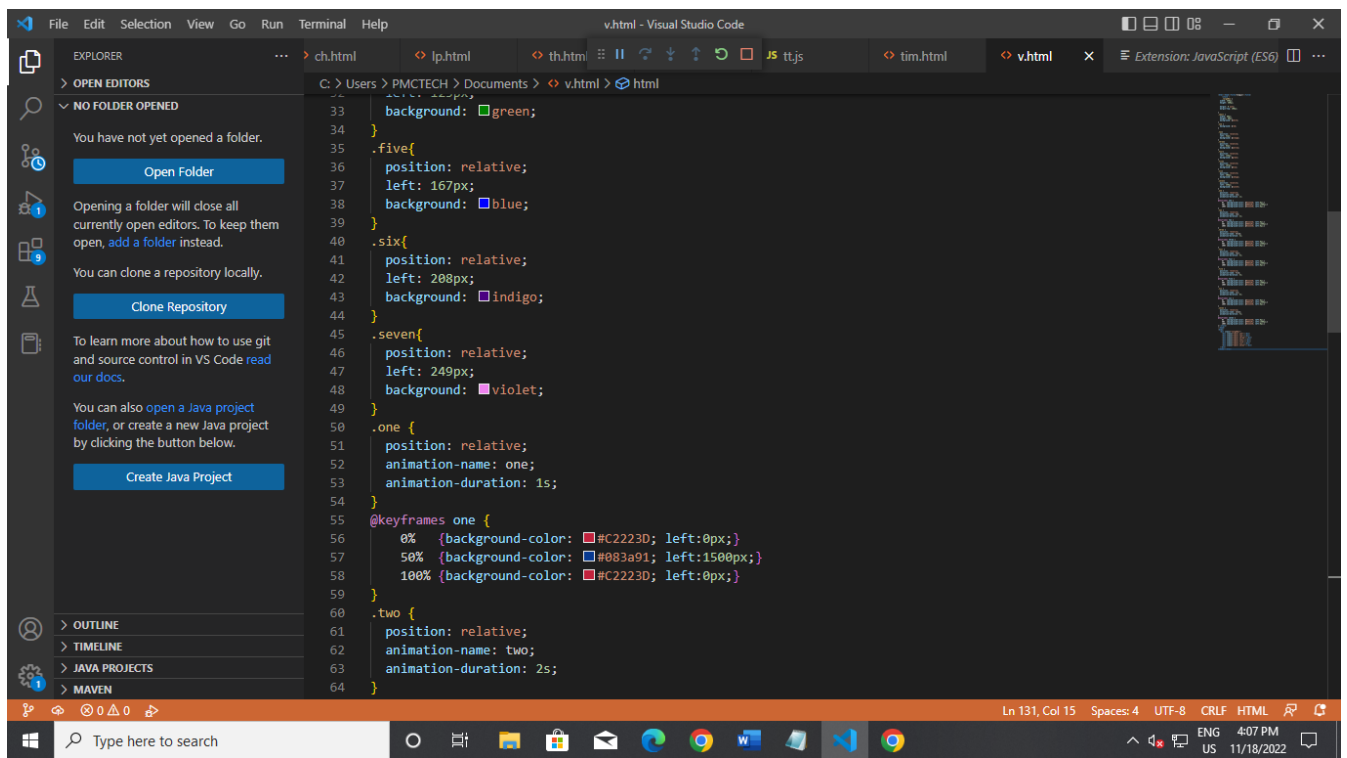 File Edit Selection View Go Run Terminal Help
v.html - Visual Studio Code
EXPLORER
ch.html
lp.html
th.html
JS tt.js
tim.html
v.html
Extension: JavaScript (ES6)
OPEN EDITORS
C: > Users > PMCTECH > Documents > v.html > html
NO FOLDER OPENED
You have not yet opened a folder.
Open Folder
Opening a folder will close all
currently open editors. To keep them
open, add a folder instead.
You can clone a repository locally.
Clone Repository
To learn more about how to use git
and source control in VS Code read
our docs.
You can also open a Java project
folder, or create a new Java project
by clicking the button below.
Create Java Project
OUTLINE
TIMELINE
JAVA PROJECTS
MAVEN
1
9
1
32 left: 125px;
33 background: green;
34 }
35 .five{
36 position: relative;
37 left: 167px;
38 background: blue;
39 }
40 .six{
41 position: relative;
42 left: 208px;
43 background: indigo;
44 }
45 .seven{
46 position: relative;
47 left: 249px;
48 background: violet;
49 }
50 .one {
51 position: relative;
52 animation-name: one;
53 animation-duration: 1s;
54 }
55 @keyframes one {
56 0% {background-color: #C2223D; left:0px;}
57 50% {background-color: #083a91; left:1500px;}
58 100% {background-color: #C2223D; left:0px;}
59 }
60 .two {
61 position: relative;
62 animation-name: two;
63 animation-duration: 2s;
64 }
0 0
Ln 131, Col 15 Spaces: 4 UTF-8 CRLF HTML
Type here to search
ENG 4:07 PM
US 11/18/2022